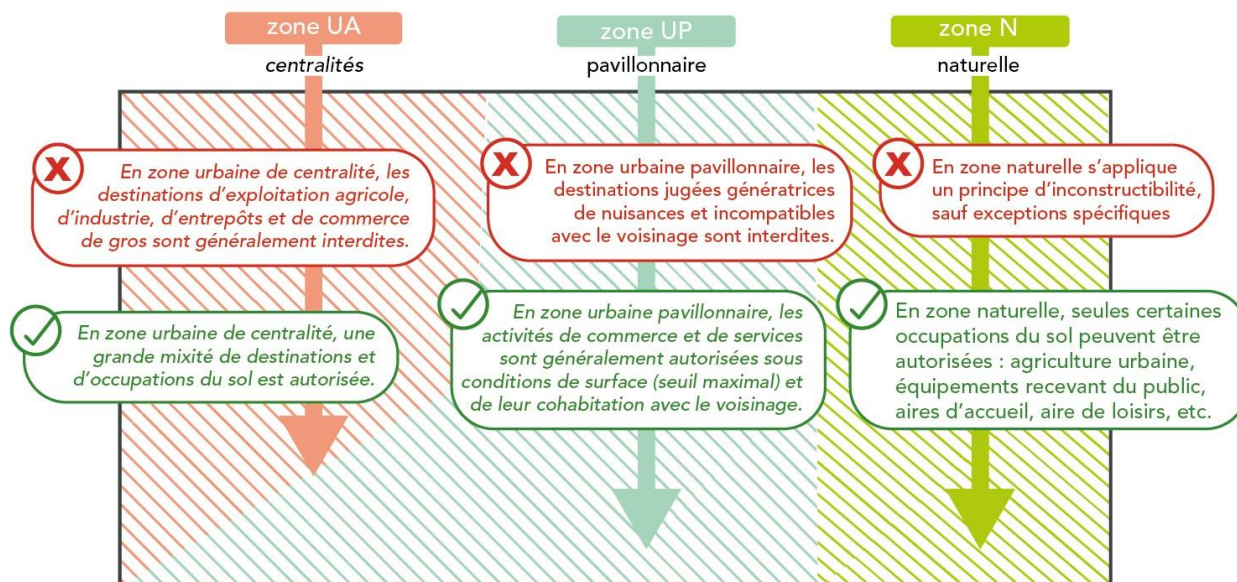 zone UA
centralités
zone UP
pavillonnaire
zone N
naturelle
X
En zone urbaine de centralité, les
destinations d'exploitation agricole,
d'industrie, d'entrepôts et de commerce
de gros sont généralement interdites.
X
En zone urbaine pavillonnaire, les
destinations jugées génératrices
de nuisances et incompatibles
avec le voisinage sont interdites.
X
En zone naturelle s'applique
un principe d'inconstructibilité,
sauf exceptions spécifiques
En zone urbaine de centralité, une
grande mixité de destinations et
d'occupations du sol est autorisée.
En zone urbaine pavillonnaire, les
activités de commerce et de services
sont généralement autorisées sous
conditions de surface (seuil maximal) et
de leur cohabitation avec le voisinage.
En zone naturelle, seules certaines
occupations du sol peuvent être
autorisées : agriculture urbaine,
équipements recevant du public,
aires d'accueil, aire de loisirs, etc.